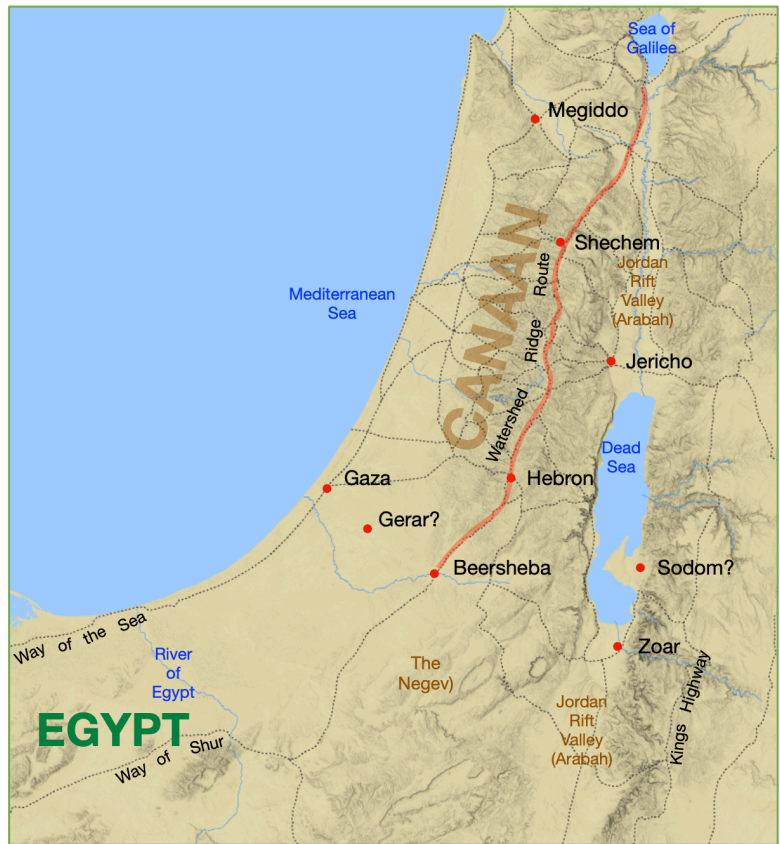 Sea of
Galilee
Megiddo
CANAAN
Shechem
Jordan
Rift
Valley
(Arabah)
Mediterranean
Sea
Watershed Ridge Route
Jericho
Dead
Sea
Gaza
Hebron
Gerar?
Beersheba
Sodom?
Way of the Sea
River
of
Egypt
The
Negev)
Zoar
EGYPT
Way of Shur
Jordan
Rift
Valley
(Arabah)
Kings Highway